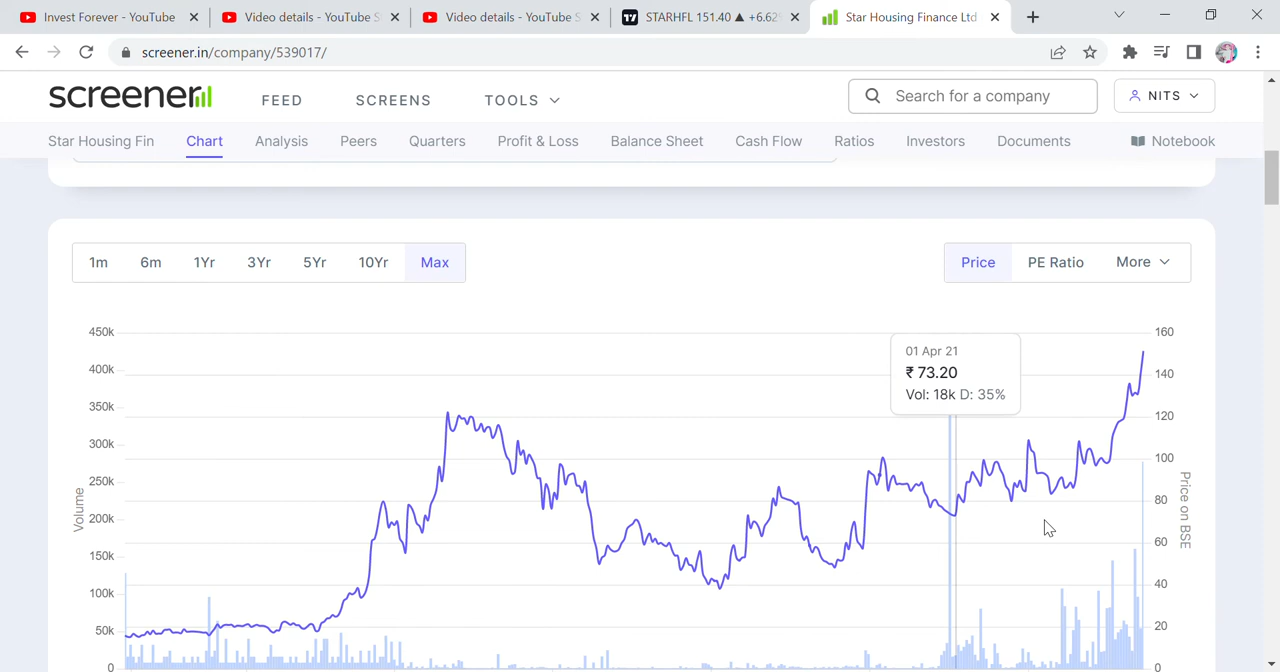 Invest Forever - YouTube
Video details - YouTube S
Video details - YouTube S
STARHFL 151.40 ▲ +6.62%
Star Housing Finance Ltd
screener.in/company/539017/
screener
FEED
SCREENS
TOOLS
Search for a company
NITS
Star Housing Fin
Chart
Analysis
Peers
Quarters
Profit & Loss
Balance Sheet
Cash Flow
Ratios
Investors
Documents
Notebook
1m
6m
1Yr
3Yr
5Yr
10Yr
Max
Price
PE Ratio
More
450k
400k
350k
300k
250k
200k
150k
100k
50k
0
Volume
01 Apr 21
₹ 73.20
Vol: 18k D: 35%
160
140
120
100
80
60
40
20
0
Price on BSE